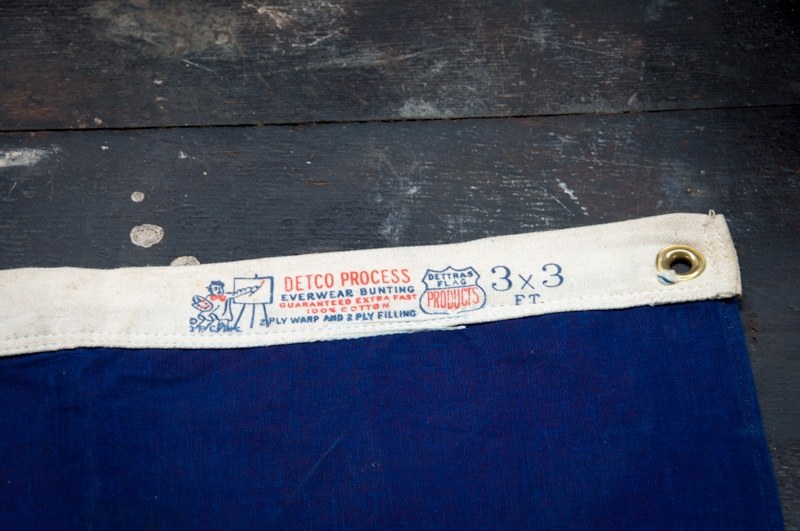 DETCO PROCESS
EVERWEAR BUNTING
GUARANTEED EXTRA FAST
100% COTTON
2 PLY WARP AND 2 PLY FILLING
DETTRAS
FLAG
PRODUCTS
3 x 3
FT.